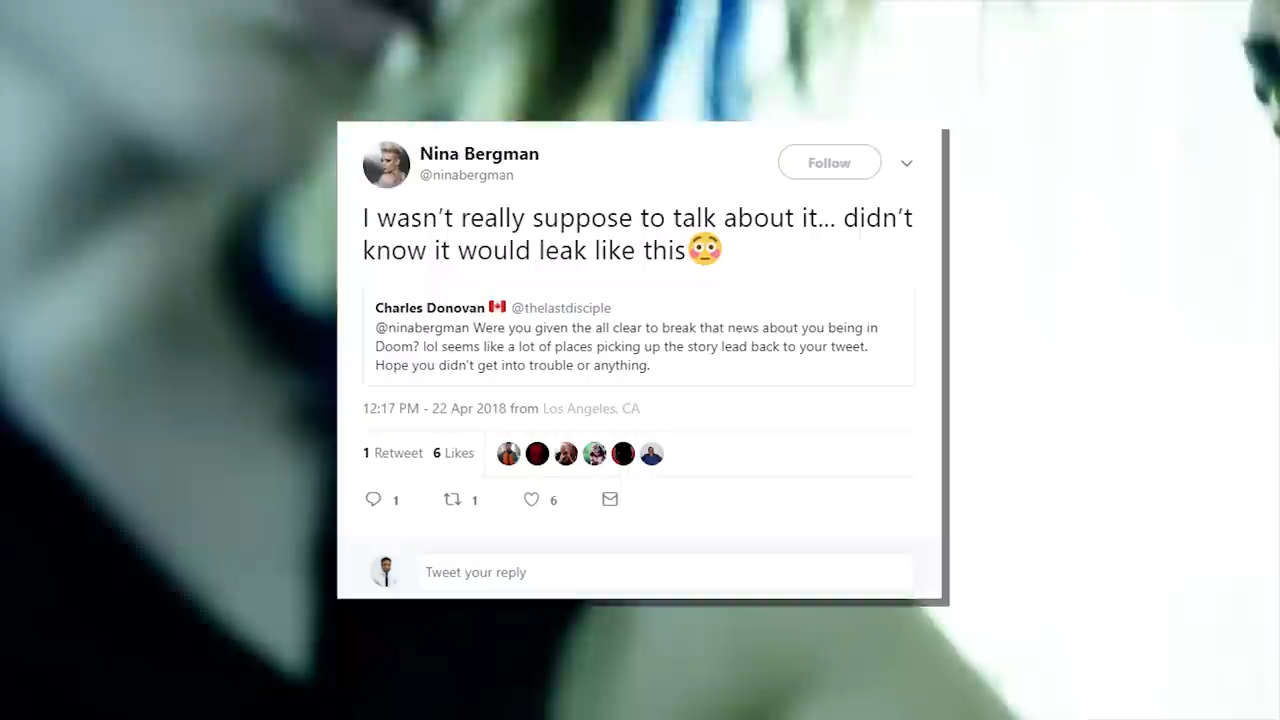 Nina Bergman
@ninabergman
Follow
I wasn’t really suppose to talk about it... didn’t
know it would leak like this😳
Charles Donovan 🇨🇦 @thelastdisciple
@ninabergman Were you given the all clear to break that news about you being in
Doom? lol seems like a lot of places picking up the story lead back to your tweet.
Hope you didn't get into trouble or anything.
12:17 PM - 22 Apr 2018 from Los Angeles, CA
1 Retweet 6 Likes
1 1 6
Tweet your reply